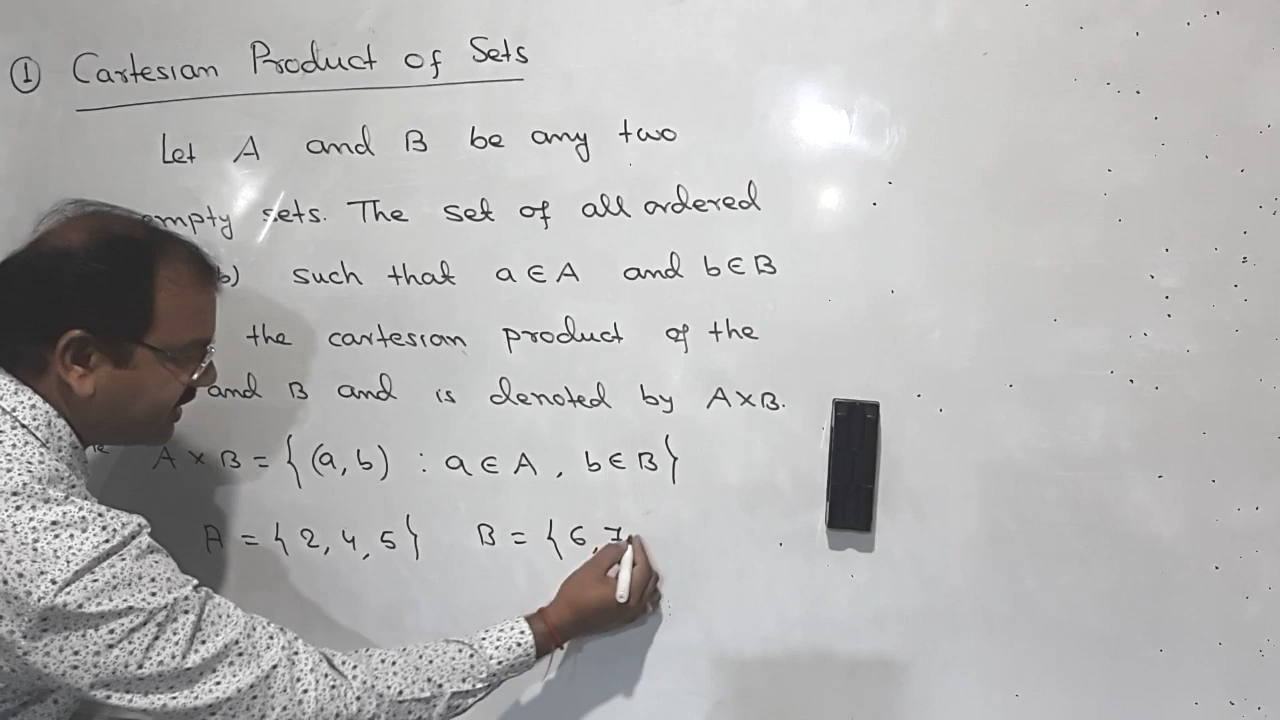 ① Cartesian Product of Sets
Let A and B be any two
empty sets. The set of all ordered
b) such that a∈A and b∈B
the cartesian product of the
and B and is denoted by A×B.
A × B = {(a, b) : a ∈ A , b ∈ B}
A = {2, 4, 5} B = {6, 7